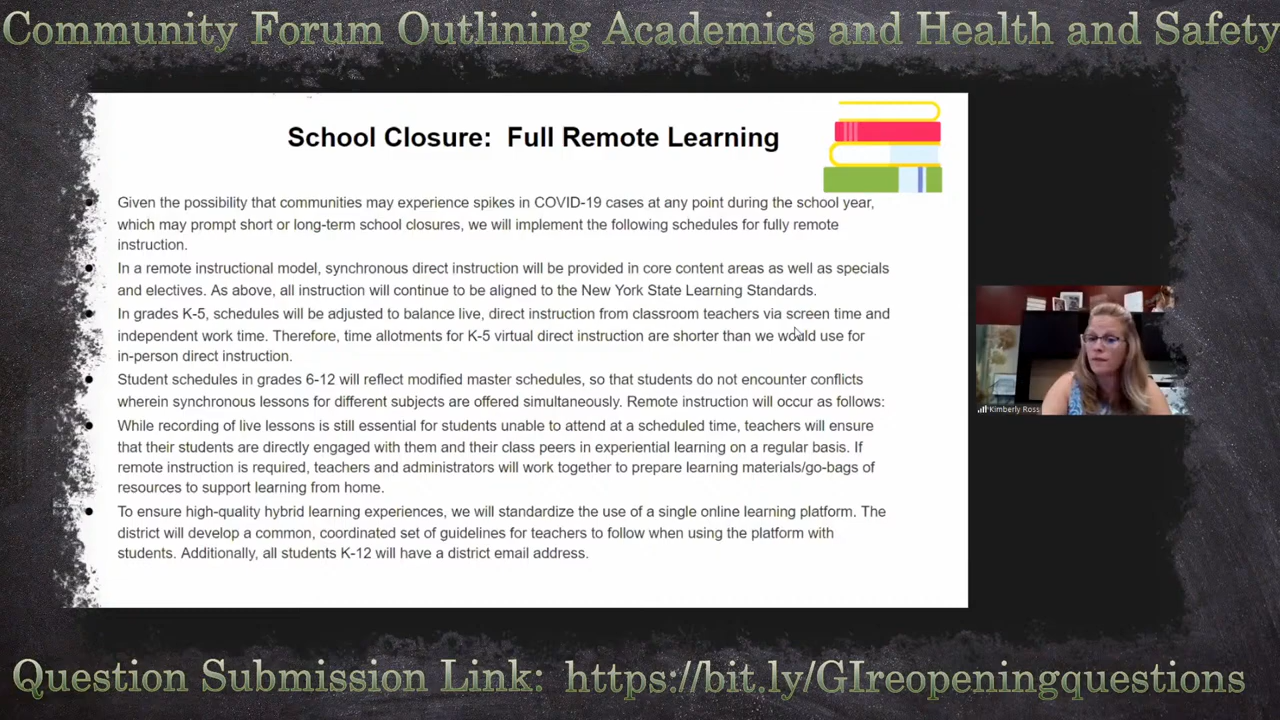 Community Forum Outlining Academics and Health and Safety
School Closure: Full Remote Learning
Given the possibility that communities may experience spikes in COVID-19 cases at any point during the school year,
which may prompt short or long-term school closures, we will implement the following schedules for fully remote
instruction.
In a remote instructional model, synchronous direct instruction will be provided in core content areas as well as specials
and electives. As above, all instruction will continue to be aligned to the New York State Learning Standards.
In grades K-5, schedules will be adjusted to balance live, direct instruction from classroom teachers via screen time and
independent work time. Therefore, time allotments for K-5 virtual direct instruction are shorter than we would use for
in-person direct instruction.
Student schedules in grades 6-12 will reflect modified master schedules, so that students do not encounter conflicts
wherein synchronous lessons for different subjects are offered simultaneously. Remote instruction will occur as follows:
While recording of live lessons is still essential for students unable to attend at a scheduled time, teachers will ensure
that their students are directly engaged with them and their class peers in experiential learning on a regular basis. If
remote instruction is required, teachers and administrators will work together to prepare learning materials/go-bags of
resources to support learning from home.
To ensure high-quality hybrid learning experiences, we will standardize the use of a single online learning platform. The
district will develop a common, coordinated set of guidelines for teachers to follow when using the platform with
students. Additionally, all students K-12 will have a district email address.
Kimberly Ross
Question Submission Link: https://bit.ly/GIreopeningquestions